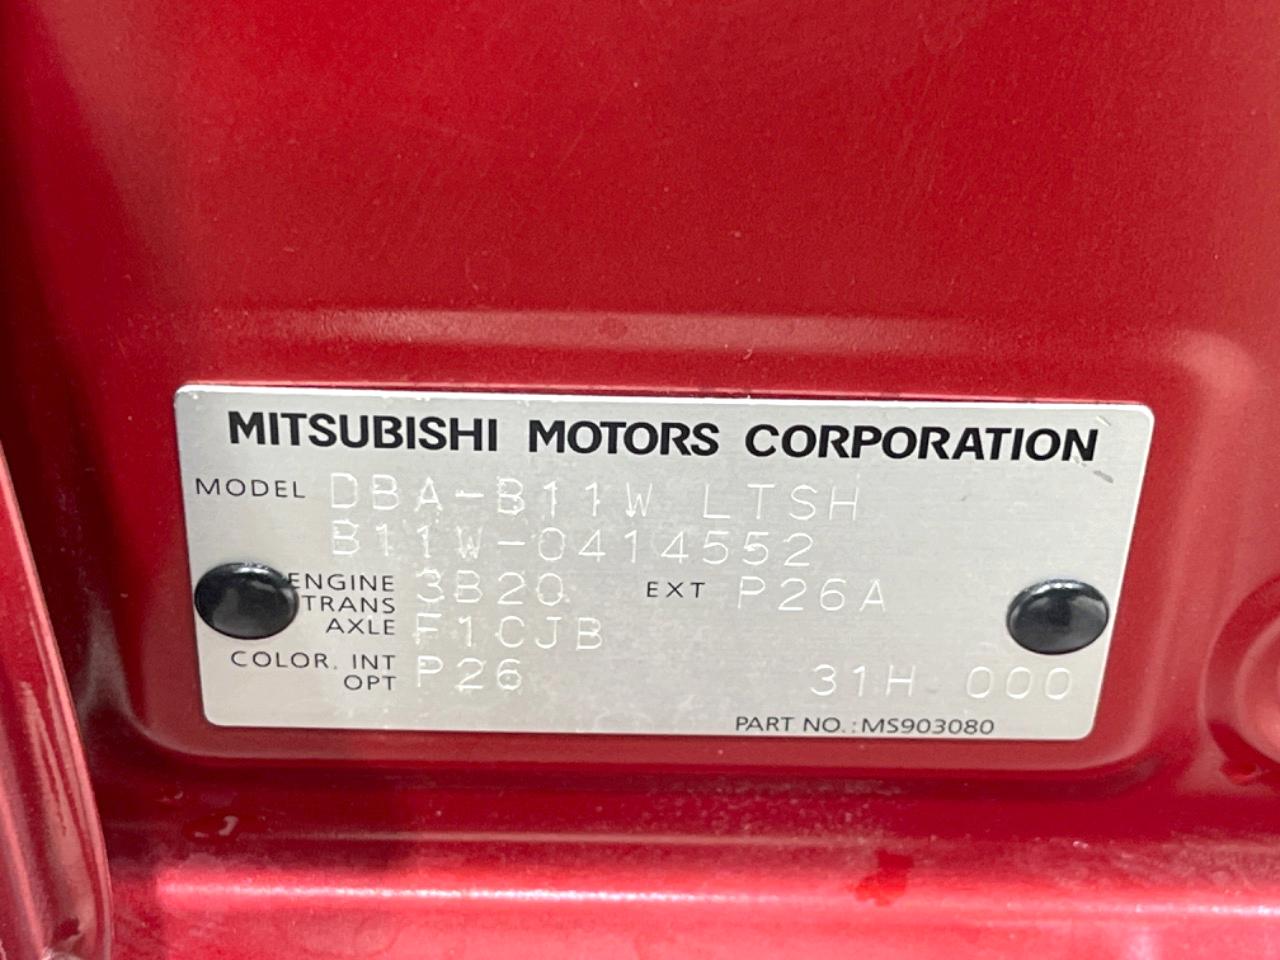 MITSUBISHI MOTORS CORPORATION
MODEL DBA-B11W LTSH
B11W-0414552
ENGINE 3B20 EXT P26A
TRANS
AXLE F1CJB
COLOR. INT P26
OPT 31H 000
PART NO.:MS903080